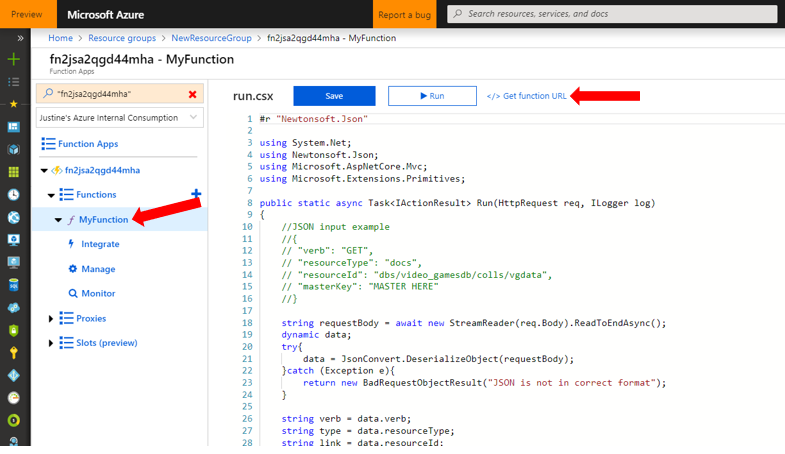 Preview
Microsoft Azure
Report a bug
Search resources, services, and docs
Home > Resource groups > NewResourceGroup > fn2jsa2qgd44mha - MyFunction
fn2jsa2qgd44mha - MyFunction
Function Apps
"fn2jsa2qgd44mha"
Justine's Azure Internal Consumption
Function Apps
fn2jsa2qgd44mha
Functions
MyFunction
Integrate
Manage
Monitor
Proxies
Slots (preview)
run.csx
Save
Run
</> Get function URL
1 #r "Newtonsoft.Json"
2
3 using System.Net;
4 using Newtonsoft.Json;
5 using Microsoft.AspNetCore.Mvc;
6 using Microsoft.Extensions.Primitives;
7
8 public static async Task<IActionResult> Run(HttpRequest req, ILogger log)
9 {
10 //JSON input example
11 //{
12 // "verb": "GET",
13 // "resourceType": "docs",
14 // "resourceId": "dbs/video_gamesdb/colls/vgdata",
15 // "masterKey": "MASTER HERE"
16 //}
17
18 string requestBody = await new StreamReader(req.Body).ReadToEndAsync();
19 dynamic data;
20 try{
21 data = JsonConvert.DeserializeObject(requestBody);
22 }catch (Exception e){
23 return new BadRequestObjectResult("JSON is not in correct format");
24 }
25
26 string verb = data.verb;
27 string type = data.resourceType;
28 string link = data.resourceId;